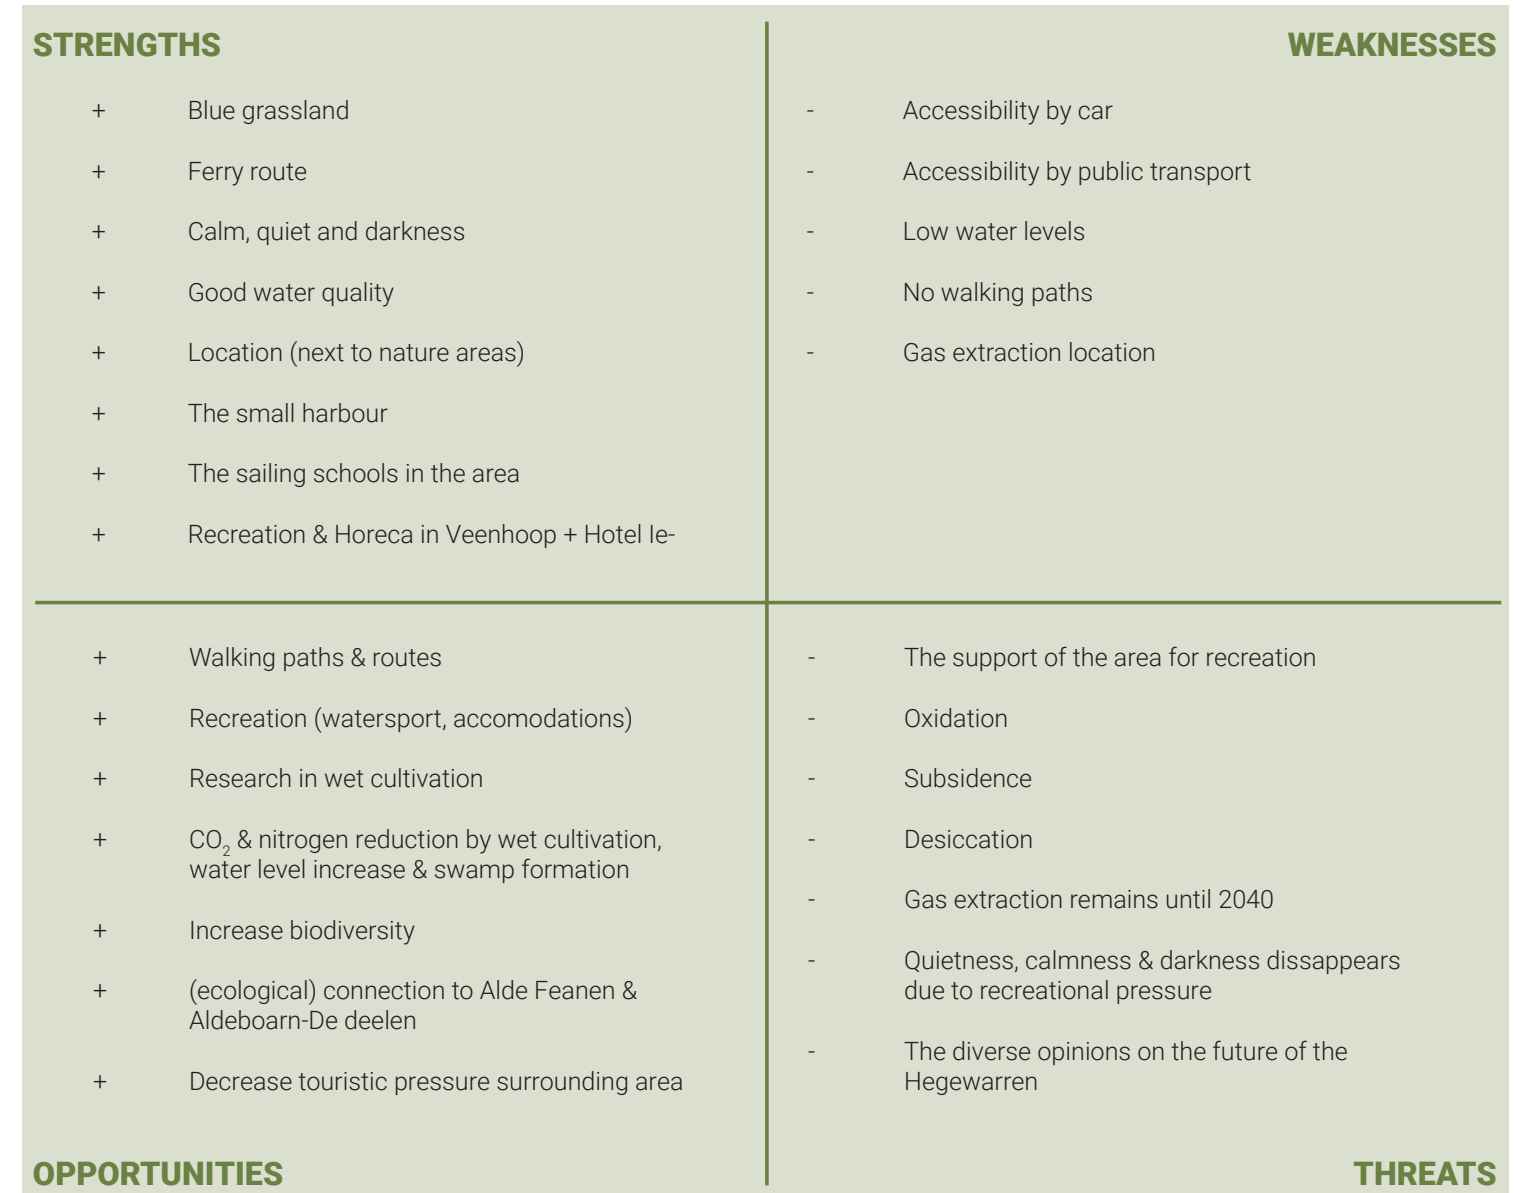 STRENGTHS
+ Blue grassland
+ Ferry route
+ Calm, quiet and darkness
+ Good water quality
+ Location (next to nature areas)
+ The small harbour
+ The sailing schools in the area
+ Recreation & Horeca in Veenhoop + Hotel Ie-
WEAKNESSES
- Accessibility by car
- Accessibility by public transport
- Low water levels
- No walking paths
- Gas extraction location
+ Walking paths & routes
+ Recreation (watersport, accomodations)
+ Research in wet cultivation
+ CO₂ & nitrogen reduction by wet cultivation,
water level increase & swamp formation
+ Increase biodiversity
+ (ecological) connection to Alde Feanen &
Aldeboarn-De deelen
+ Decrease touristic pressure surrounding area
OPPORTUNITIES
- The support of the area for recreation
- Oxidation
- Subsidence
- Desiccation
- Gas extraction remains until 2040
- Quietness, calmness & darkness dissappears
due to recreational pressure
- The diverse opinions on the future of the
Hegewarren
THREATS